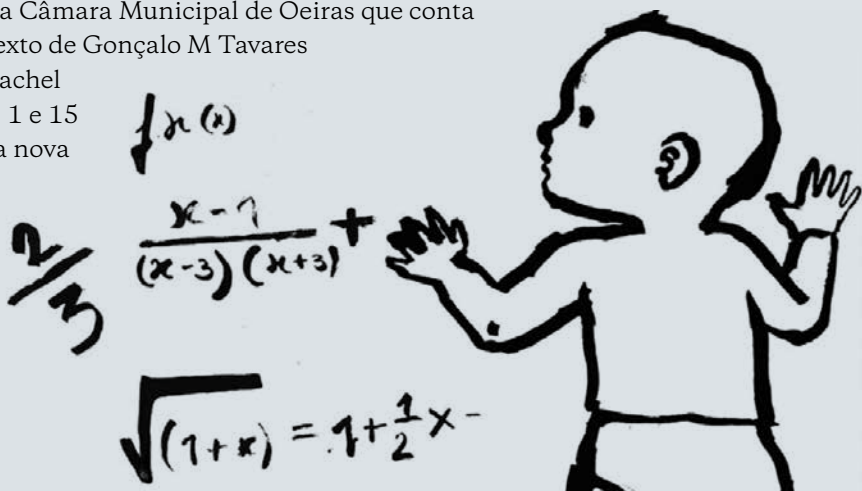 a Câmara Municipal de Oeiras que conta
exto de Gonçalo M Tavares
achel
1 e 15
a nova
f x (x)
2/3
x-1
(x-3) (x+3) +
√(1+x) = 1+1/2 x -